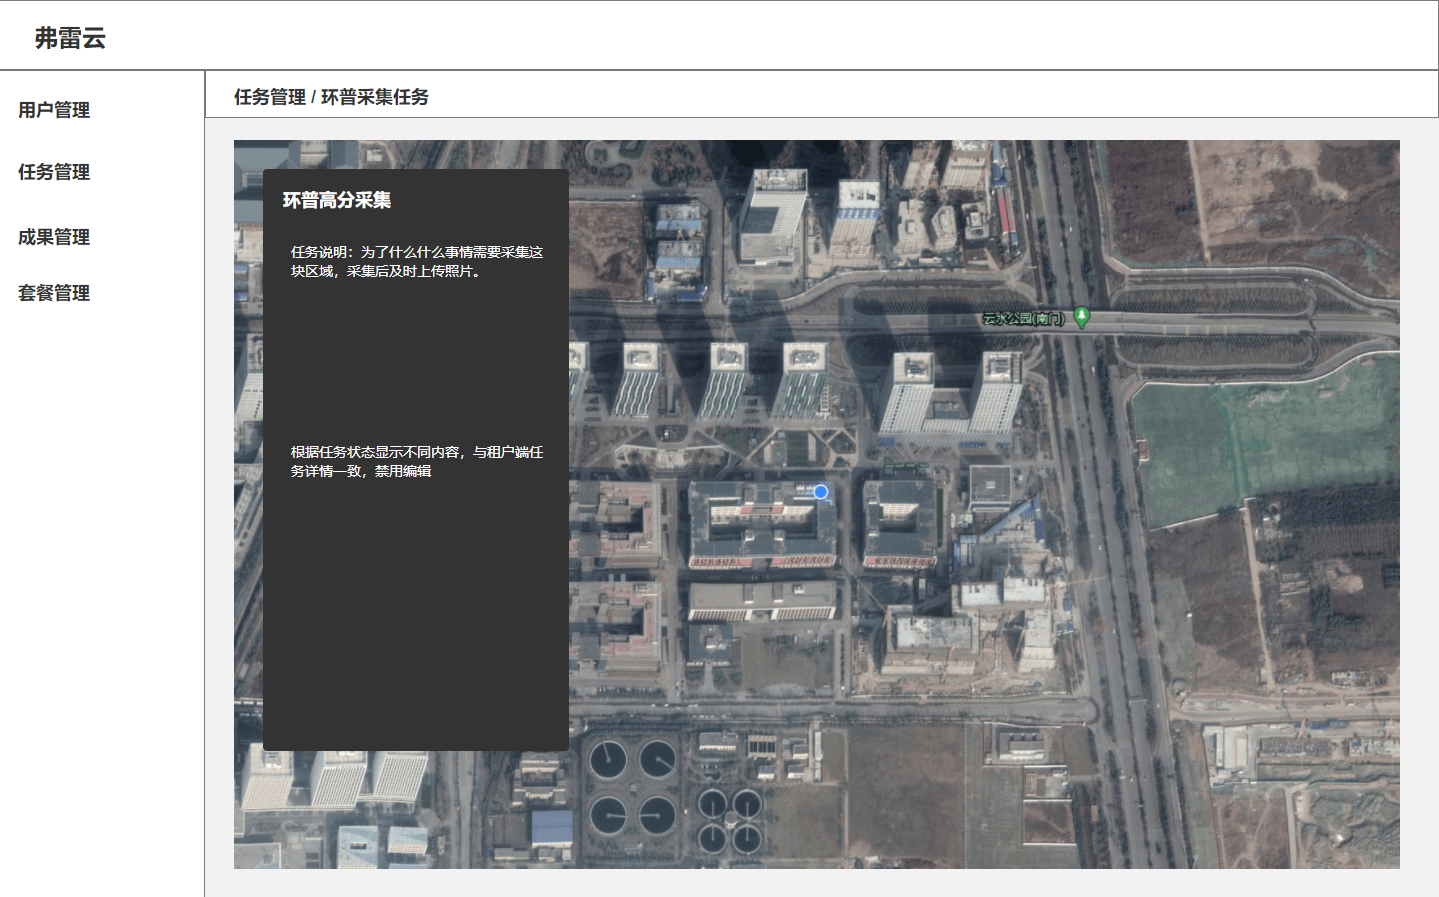 弗雷云
用户管理
任务管理
成果管理
套餐管理
任务管理 / 环普采集任务
环普高分采集
任务说明：为了什么什么事情需要采集这
块区域，采集后及时上传照片。
根据任务状态显示不同内容，与租户端任
务详情一致，禁用编辑
云水公园(南门)